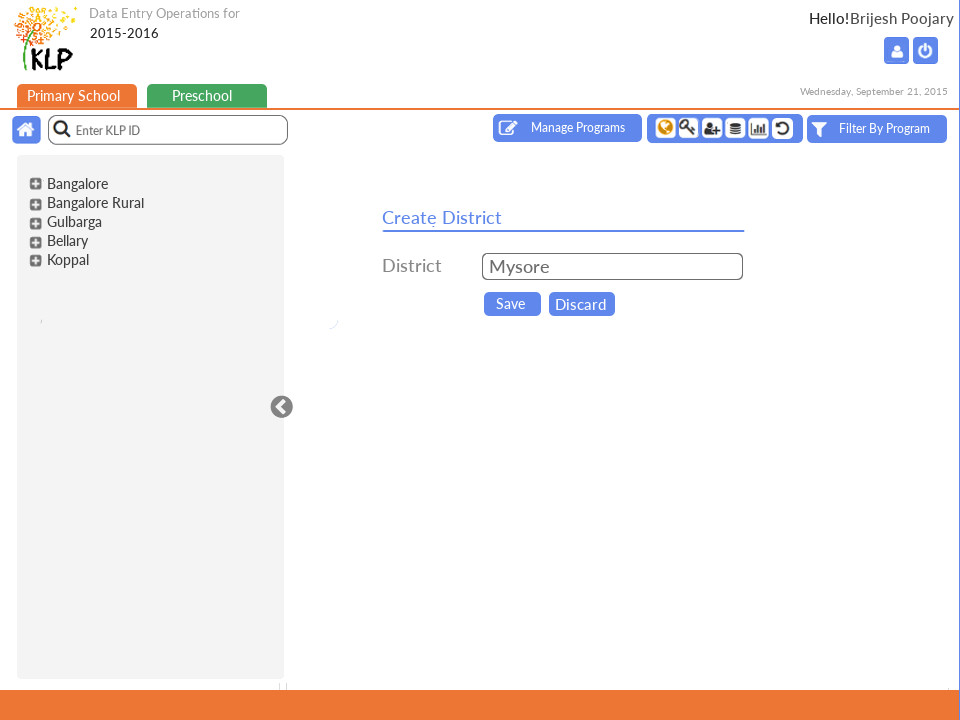 Data Entry Operations for
2015-2016
KLP
Hello!Brijesh Poojary
Primary School
Preschool
Wednesday, September 21, 2015
Enter KLP ID
Manage Programs
Filter By Program
Bangalore
Bangalore Rural
Gulbarga
Bellary
Koppal
Create District
District
Mysore
Save
Discard